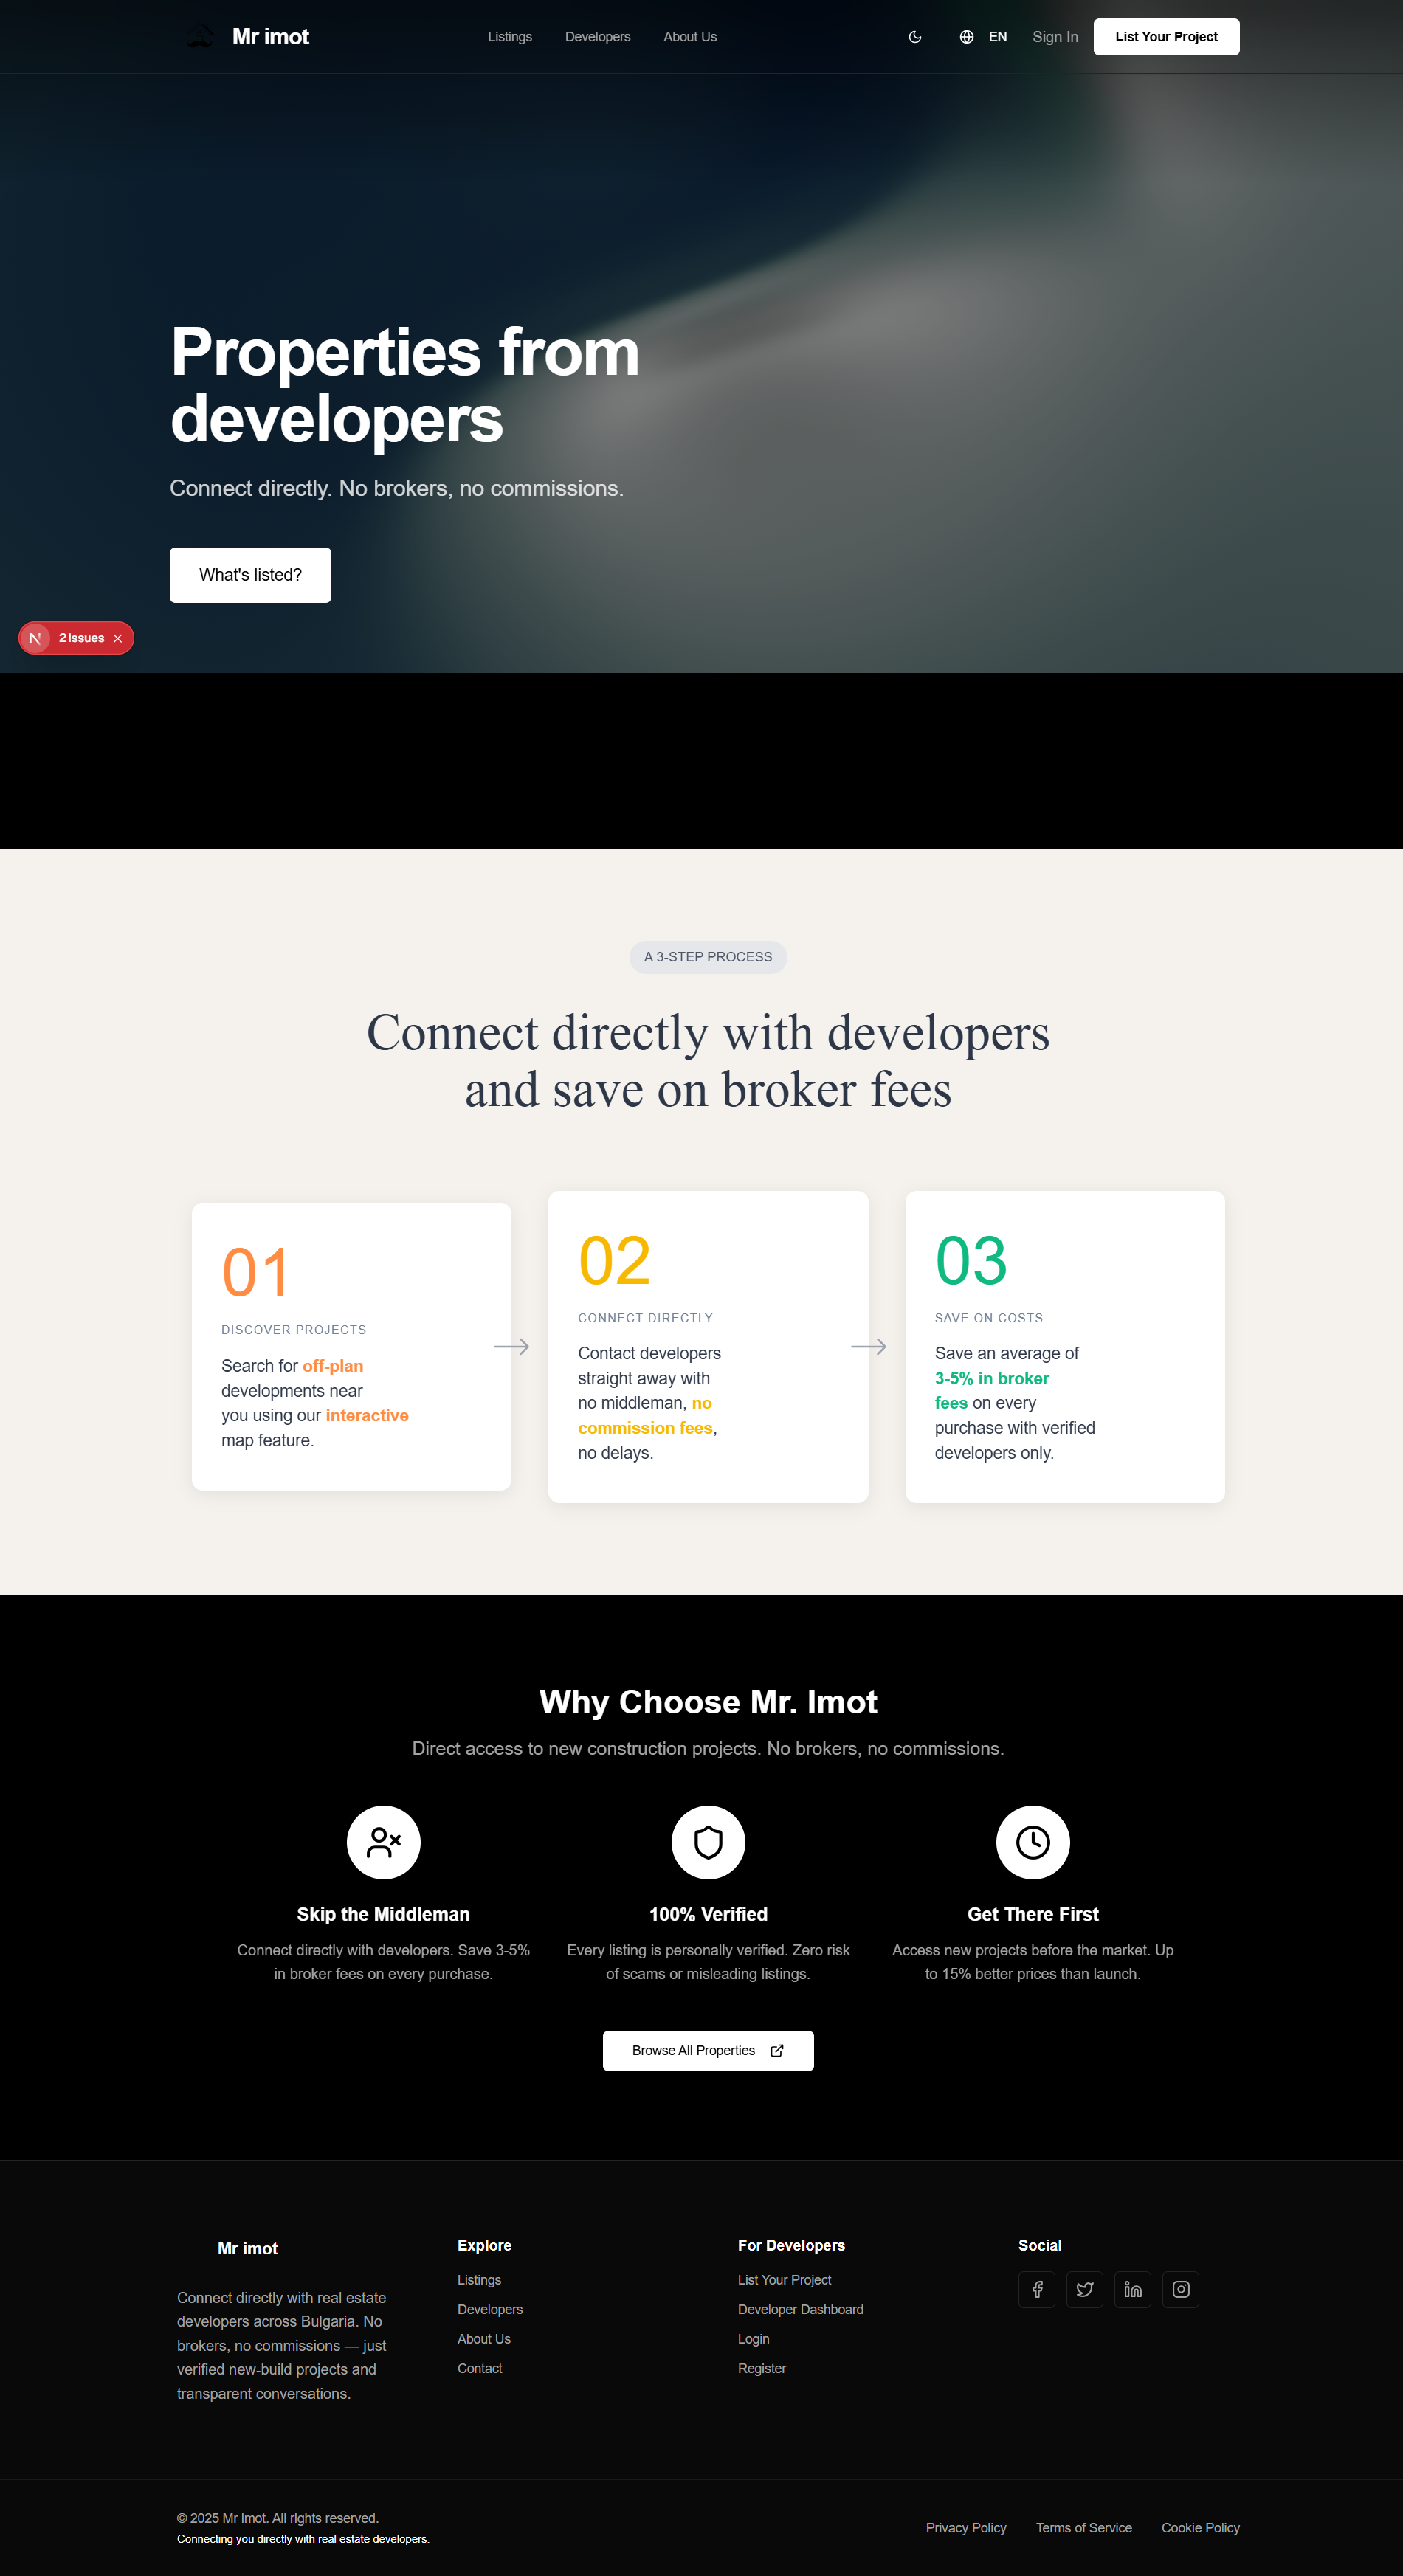 Mr imot
Listings
Developers
About Us
EN
Sign In
List Your Project
Properties from
developers
Connect directly. No brokers, no commissions.
What's listed?
N
2 Issues
A 3-STEP PROCESS
Connect directly with developers
and save on broker fees
01
DISCOVER PROJECTS
Search for off-plan
developments near
you using our interactive
map feature.
02
CONNECT DIRECTLY
Contact developers
straight away with
no middleman, no
commission fees,
no delays.
03
SAVE ON COSTS
Save an average of
3-5% in broker
fees on every
purchase with verified
developers only.
Why Choose Mr. Imot
Direct access to new construction projects. No brokers, no commissions.
Skip the Middleman
Connect directly with developers. Save 3-5%
in broker fees on every purchase.
100% Verified
Every listing is personally verified. Zero risk
of scams or misleading listings.
Get There First
Access new projects before the market. Up
to 15% better prices than launch.
Browse All Properties
Mr imot
Connect directly with real estate
developers across Bulgaria. No
brokers, no commissions — just
verified new-build projects and
transparent conversations.
Explore
Listings
Developers
About Us
Contact
For Developers
List Your Project
Developer Dashboard
Login
Register
Social
© 2025 Mr imot. All rights reserved.
Connecting you directly with real estate developers.
Privacy Policy
Terms of Service
Cookie Policy